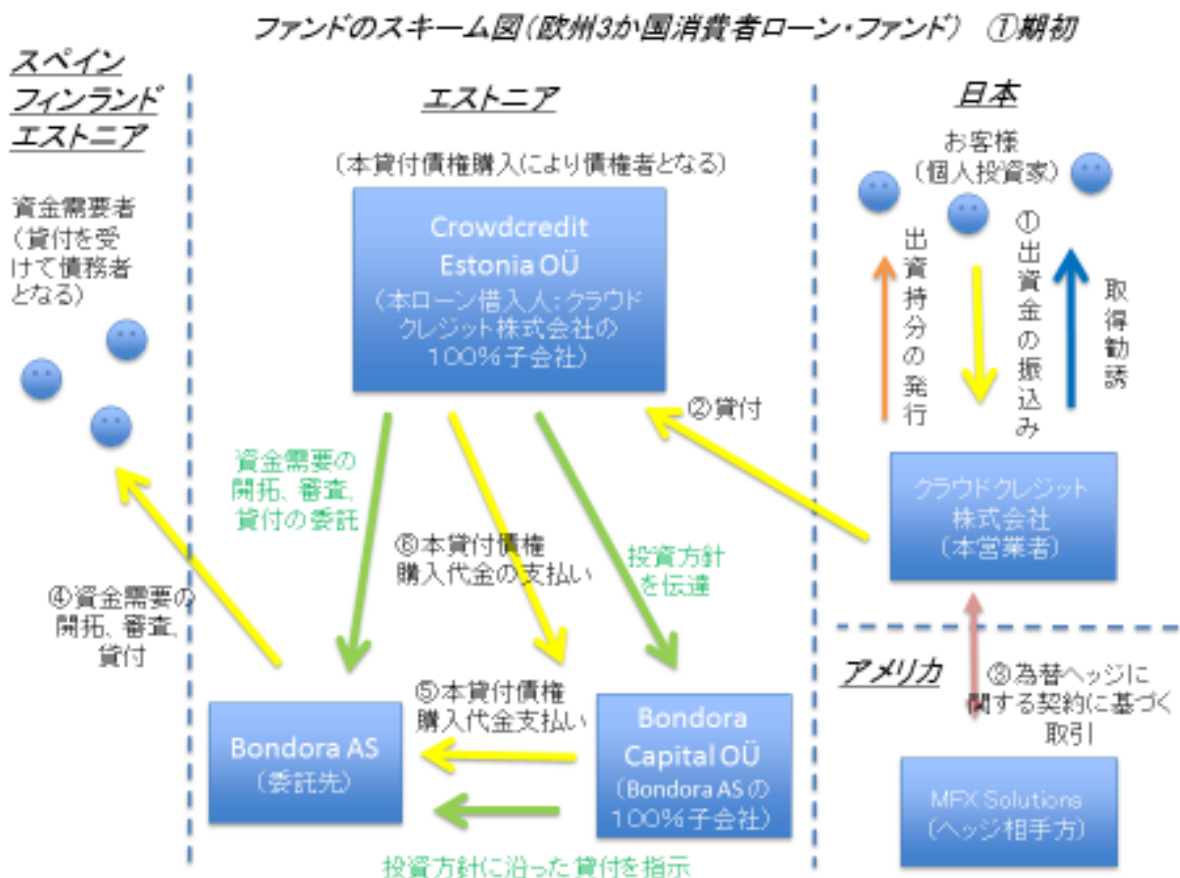 ファンドのスキーム図(欧州3か国消費者ローン・ファンド) ①期初
スペイン
フィンランド
エストニア
資金需要者
(貸付を受
けて債務者
となる)
④資金需要の
開拓、審査、
貸付
エストニア
(本貸付債権購入により債権者となる)
Crowdcredit
Estonia OÜ
(本ローン借入人:クラウド
クレジット株式会社の
100%子会社)
②貸付
資金需要の
開拓、審査、
貸付の委託
⑥本貸付債権
購入代金の支払い
投資方針
を伝達
⑤本貸付債権
購入代金支払い
Bondora AS
(委託先)
Bondora
Capital OÜ
(Bondora ASの
100%子会社)
投資方針に沿った貸付を指示
日本
お客様
(個人投資家)
出資持分の発行
①出資金の振込み
取得勧誘
クラウドクレジット
株式会社
(本営業者)
アメリカ
③為替ヘッジに
関する契約に基づく
取引
MFX Solutions
(ヘッジ相手方)